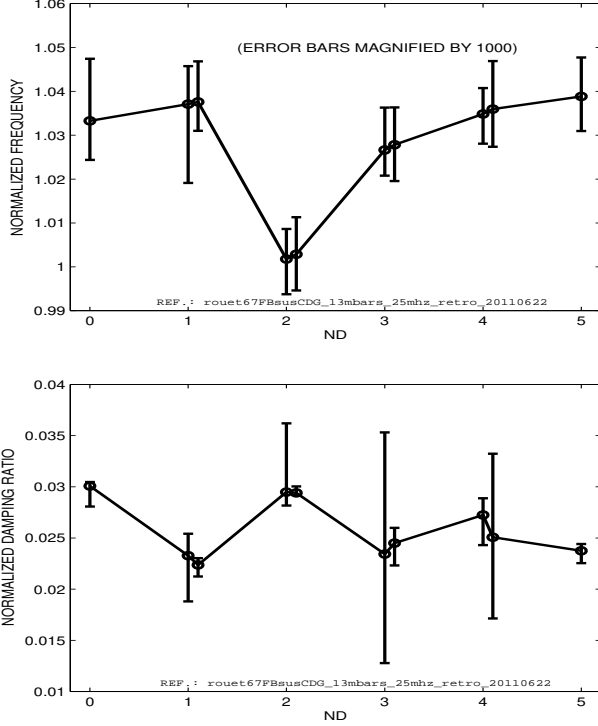 1.06
1.05
1.04
1.03
1.02
1.01
1
0.99
NORMALIZED FREQUENCY
(ERROR BARS MAGNIFIED BY 1000)
REF.: rouet67FBsusCDG_13mbars_25mhz_retro_20110622
0 1 2 3 4 5
ND
0.04
0.035
0.03
0.025
0.02
0.015
0.01
NORMALIZED DAMPING RATIO
REF.: rouet67FBsusCDG_13mbars_25mhz_retro_20110622
0 1 2 3 4 5
ND